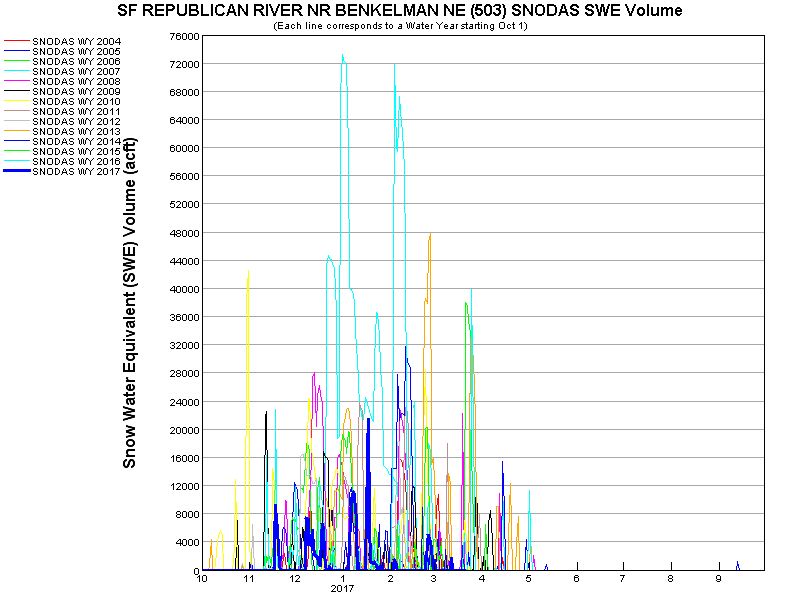 SF REPUBLICAN RIVER NR BENKELMAN NE (503) SNODAS SWE Volume
(Each line corresponds to a Water Year starting Oct 1)
SNODAS WY 2004
SNODAS WY 2005
SNODAS WY 2006
SNODAS WY 2007
SNODAS WY 2008
SNODAS WY 2009
SNODAS WY 2010
SNODAS WY 2011
SNODAS WY 2012
SNODAS WY 2013
SNODAS WY 2014
SNODAS WY 2015
SNODAS WY 2016
SNODAS WY 2017
Snow Water Equivalent (SWE) Volume (acft)
76000
72000
68000
64000
60000
56000
52000
48000
44000
40000
36000
32000
28000
24000
20000
16000
12000
8000
4000
0
10 11 12 1 2 3 4 5 6 7 8 9
2017